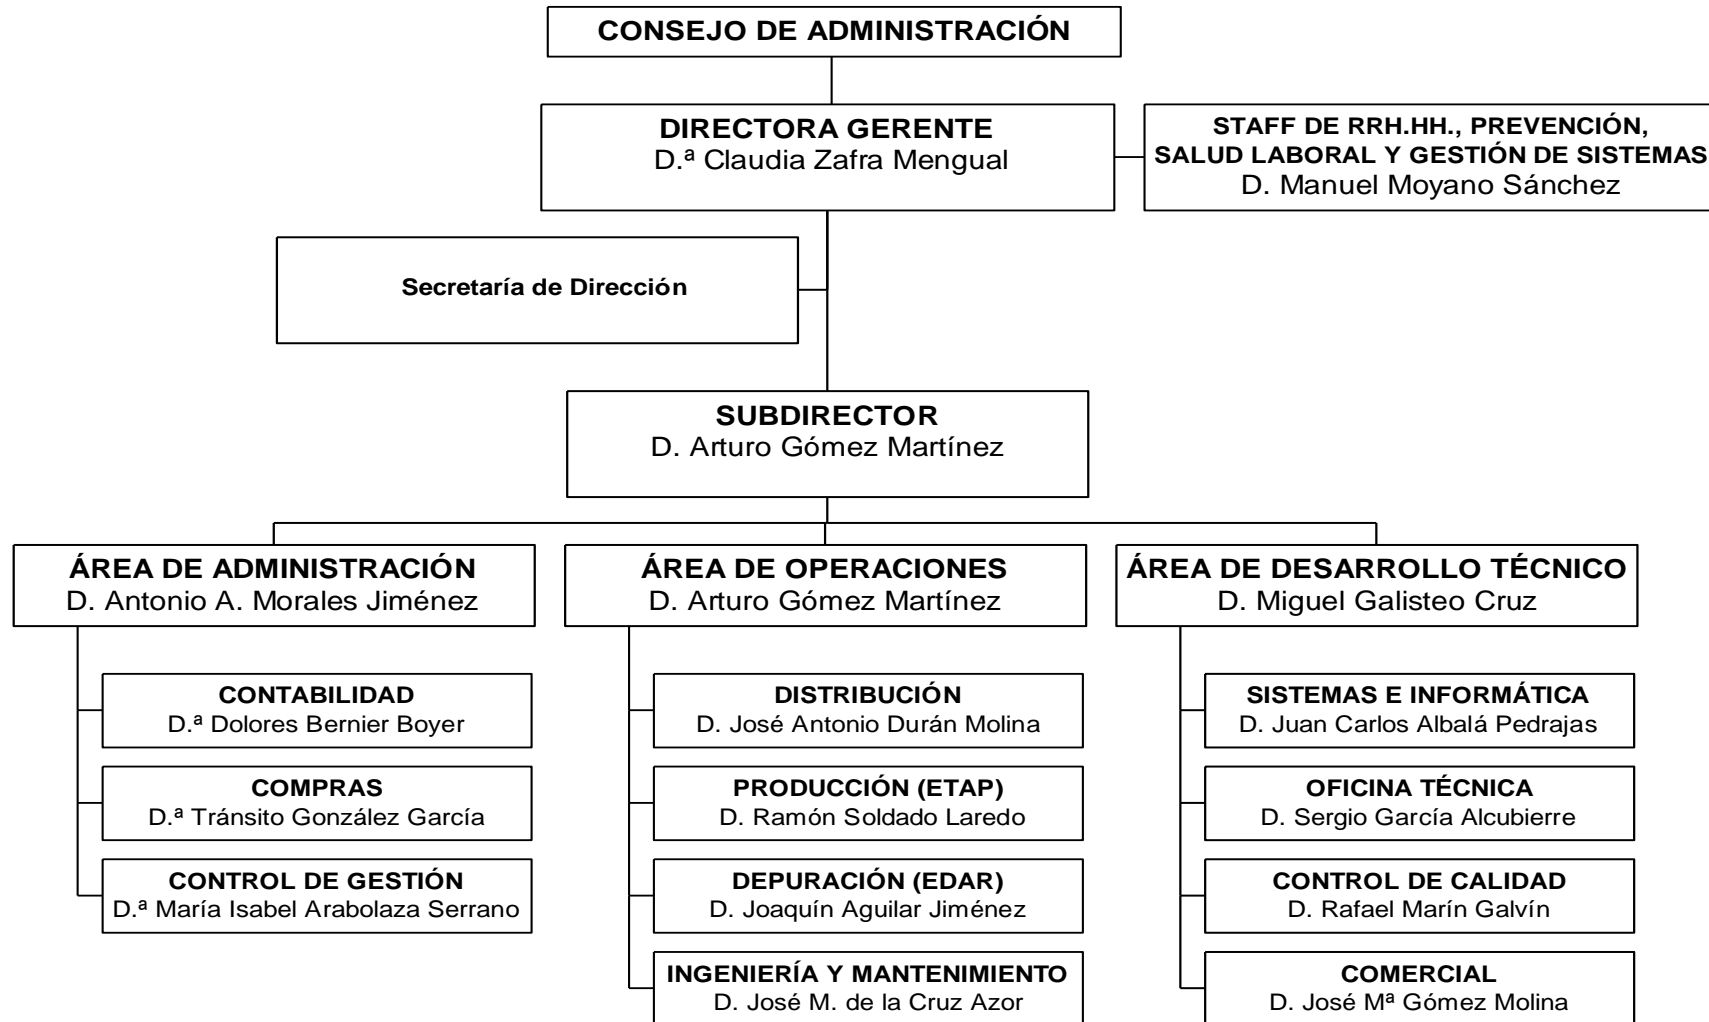 CONSEJO DE ADMINISTRACIÓN
DIRECTORA GERENTE
D.ª Claudia Zafra Mengual
STAFF DE RRH.HH., PREVENCIÓN,
SALUD LABORAL Y GESTIÓN DE SISTEMAS
D. Manuel Moyano Sánchez
Secretaría de Dirección
SUBDIRECTOR
D. Arturo Gómez Martínez
ÁREA DE ADMINISTRACIÓN
D. Antonio A. Morales Jiménez
CONTABILIDAD
D.ª Dolores Bernier Boyer
COMPRAS
D.ª Tránsito González García
CONTROL DE GESTIÓN
D.ª María Isabel Arabolaza Serrano
ÁREA DE OPERACIONES
D. Arturo Gómez Martínez
DISTRIBUCIÓN
D. José Antonio Durán Molina
PRODUCCIÓN (ETAP)
D. Ramón Soldado Laredo
DEPURACIÓN (EDAR)
D. Joaquín Aguilar Jiménez
INGENIERÍA Y MANTENIMIENTO
D. José M. de la Cruz Azor
ÁREA DE DESARROLLO TÉCNICO
D. Miguel Galisteo Cruz
SISTEMAS E INFORMÁTICA
D. Juan Carlos Albalá Pedrajas
OFICINA TÉCNICA
D. Sergio García Alcubierre
CONTROL DE CALIDAD
D. Rafael Marín Galvín
COMERCIAL
D. José Mª Gómez Molina